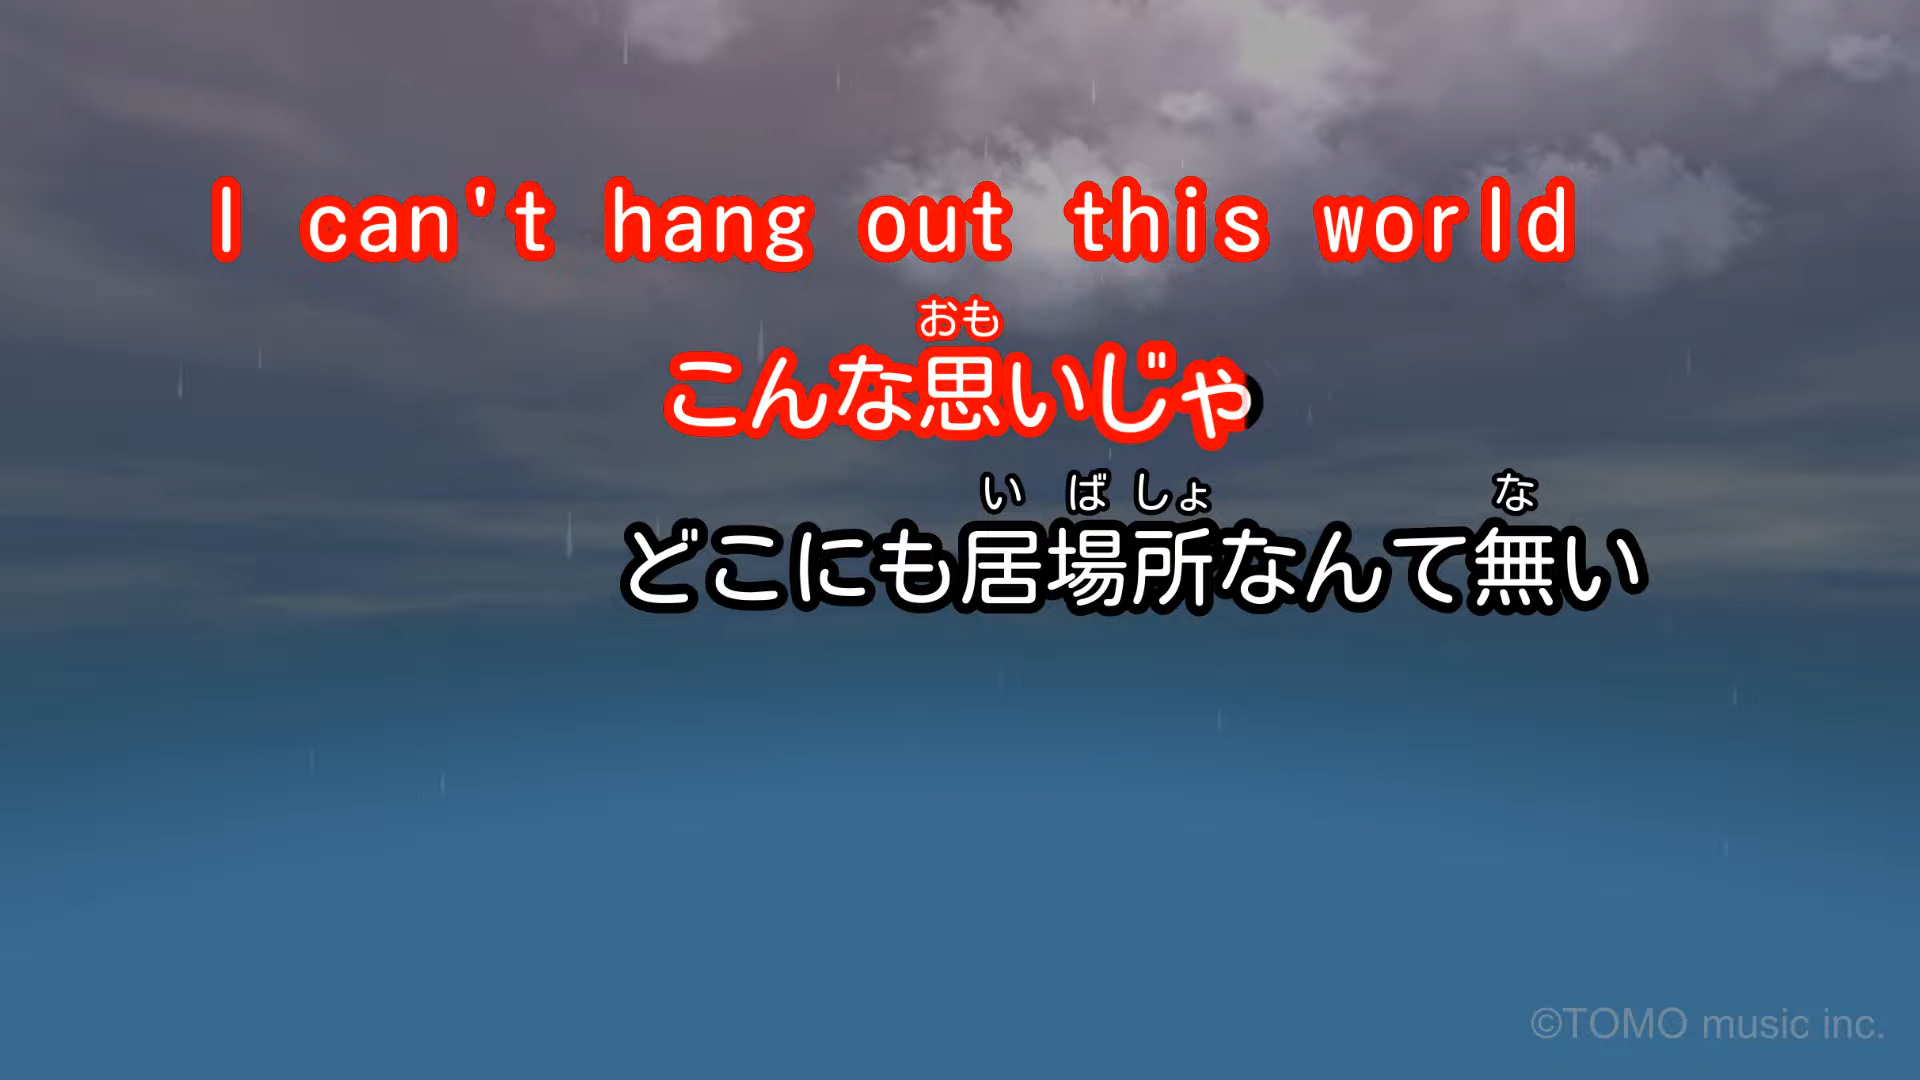 I can't hang out this world
おも
こんな思いじゃ
い ば しょ な
どこにも居場所なんて無い
©TOMO music inc.